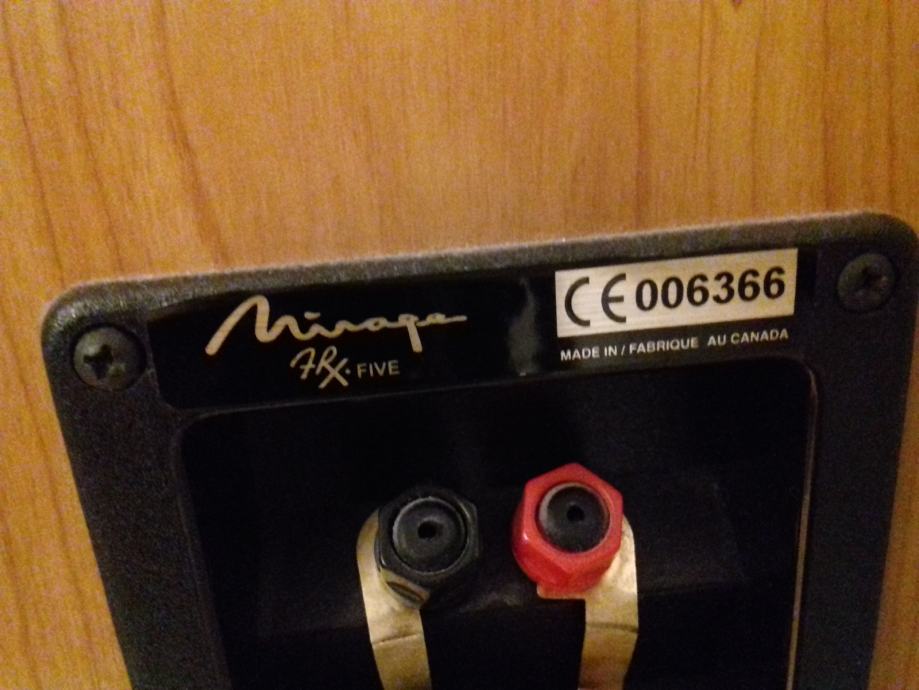 Mirage
FRX·FIVE
CE 006366
MADE IN / FABRIQUE AU CANADA